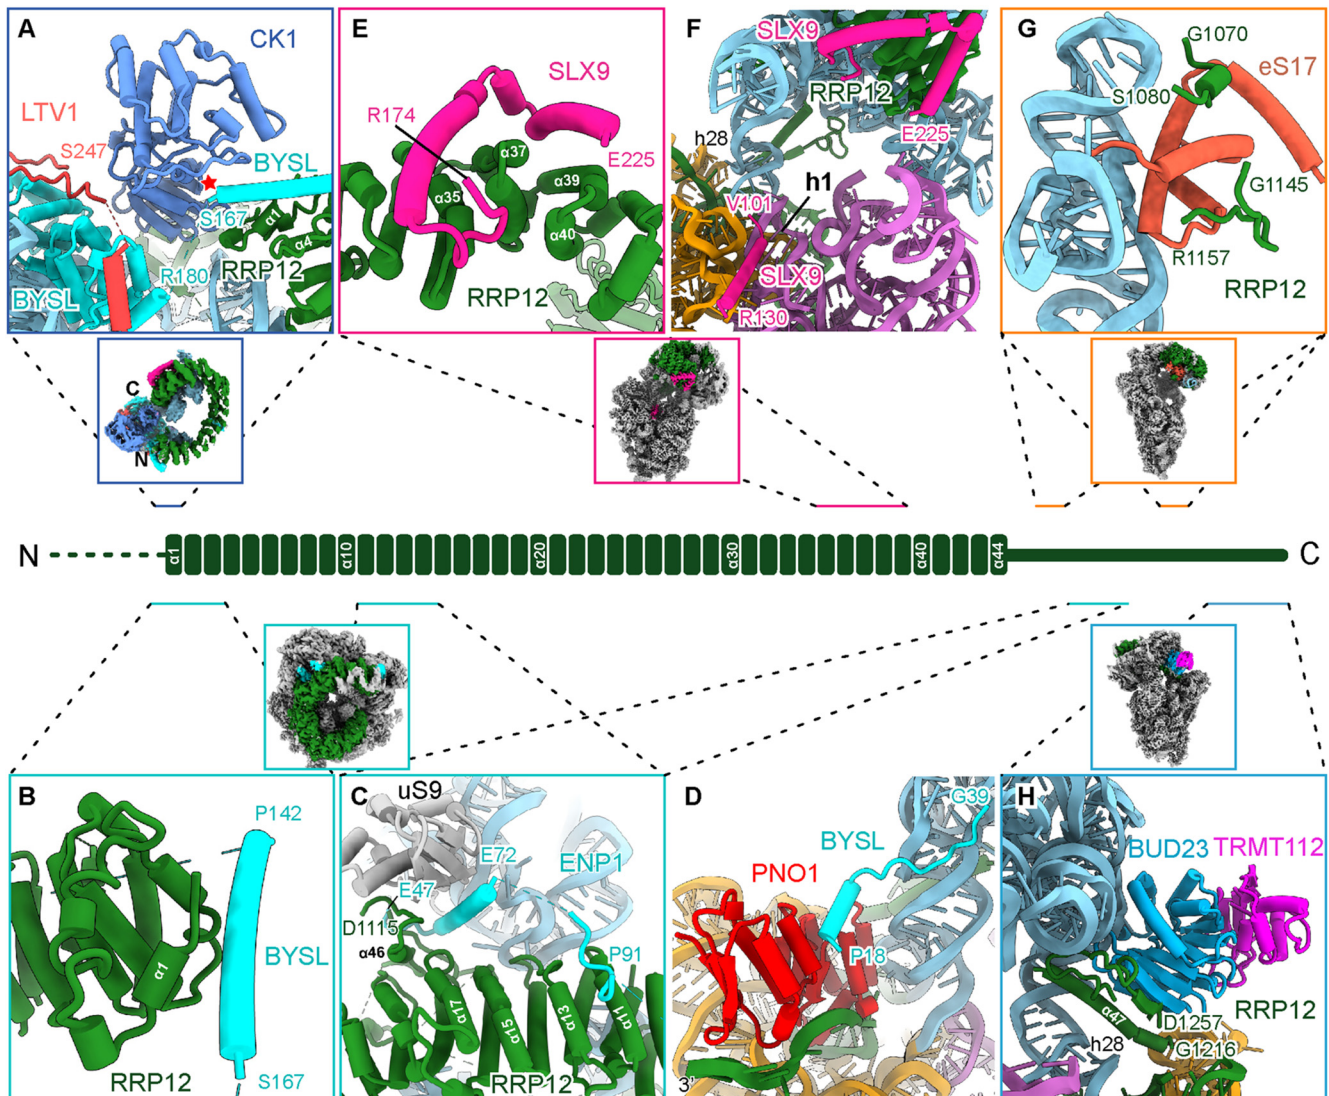 A
CK1
LTV1
S247
BYSL
S167
α1
α4
R180
RRP12
BYSL
E
SLX9
R174
E225
α37
α39
α35
α40
RRP12
F
SLX9
RRP12
E225
h28
h1
V101
SLX9
R130
G
G1070
eS17
S1080
G1145
R1157
RRP12
C
N
N
α1
α10
α20
α30
α40
α44
C
B
P142
α1
BYSL
RRP12
S167
C
uS9
E72
ENP1
E47
D1115
α46
P91
α17
α15
α13
α11
RRP12
D
G39
BYSL
PNO1
P18
3'
H
BUD23
TRMT112
RRP12
α47
D1257
h28
G1216